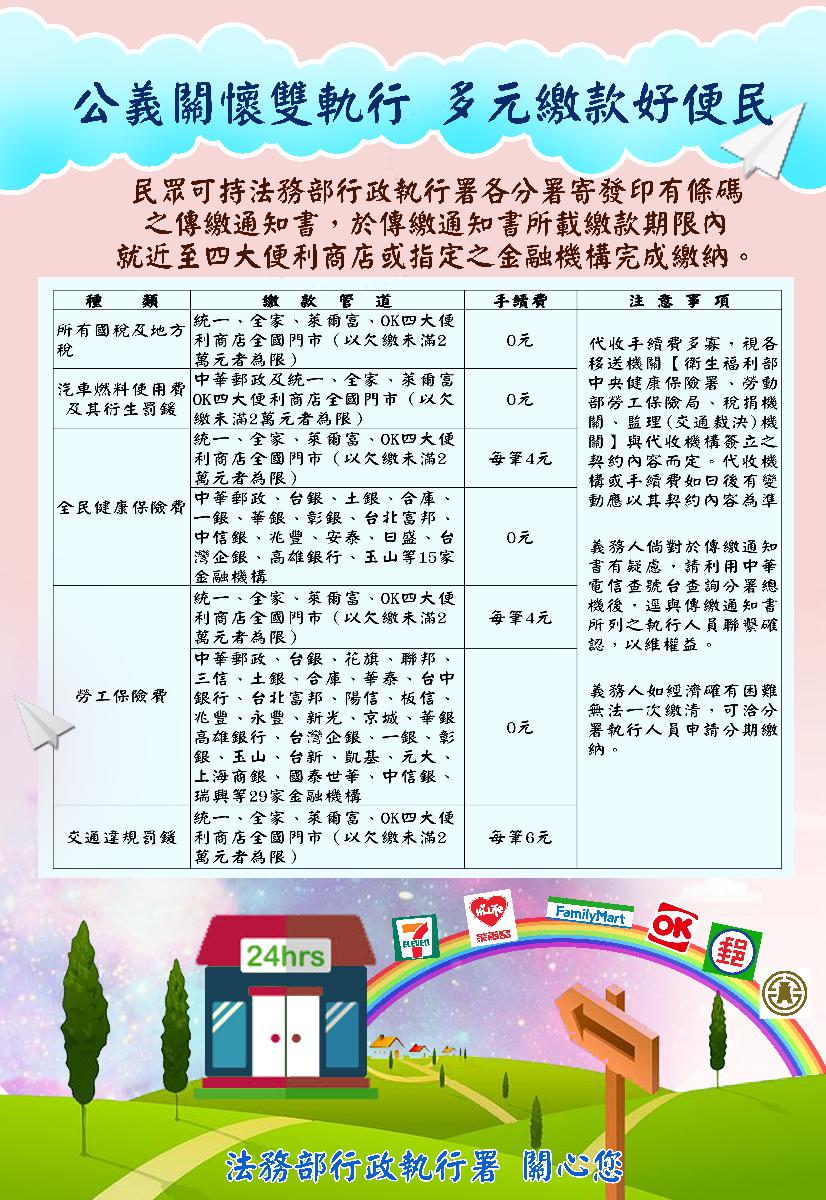 公義關懷雙軌行 多元繳款好便民
民眾可持法務部行政執行署各分署寄發印有條碼
之傳繳通知書，於傳繳通知書所載繳款期限內
就近至四大便利商店或指定之金融機構完成繳納。
種 類 繳 款 管 道 手續費 注 意 事 項
所有國稅及地方
稅
統一、全家、萊爾富、OK四大便
利商店全國門市（以欠繳未滿2
萬元者為限）
0元
汽車燃料使用費
及其衍生罰鍰
中華郵政及統一、全家、萊爾富
OK四大便利商店全國門市（以欠
繳未滿2萬元者為限）
0元
全民健康保險費
統一、全家、萊爾富、OK四大便
利商店全國門市（以欠繳未滿2
萬元者為限）
每筆4元
中華郵政、台銀、土銀、合庫、
一銀、華銀、彰銀、台北富邦、
中信銀、兆豐、安泰、日盛、台
灣企銀、高雄銀行、玉山等15家
金融機構
0元
勞工保險費
統一、全家、萊爾富、OK四大便
利商店全國門市（以欠繳未滿2
萬元者為限）
每筆4元
中華郵政、台銀、花旗、聯邦、
三信、土銀、合庫、華泰、台中
銀行、台北富邦、陽信、板信、
兆豐、永豐、新光、京城、華銀
高雄銀行、台灣企銀、一銀、彰
銀、玉山、台新、凱基、元大、
上海商銀、國泰世華、中信銀、
瑞興等29家金融機構
0元
交通違規罰鍰
統一、全家、萊爾富、OK四大便
利商店全國門市（以欠繳未滿2
萬元者為限）
每筆6元
代收手續費多寡，視各
移送機關【衛生福利部
中央健康保險署、勞動
部勞工保險局、稅捐機
關、監理(交通裁決)機
關】與代收機構簽立之
契約內容而定。代收機
構或手續費如日後有變
動應以其契約內容為準
義務人倘對於傳繳通知
書有疑慮，請利用中華
電信查號台查詢分署總
機後，逕與傳繳通知書
所列之執行人員聯繫確
認，以維權益。
義務人如經濟確有困難
無法一次繳清，可洽分
署執行人員申請分期繳
納。
24hrs
7
ELEVEN
Hi-Life
萊爾富
FamilyMart
OK
郵
法務部行政執行署 關心您